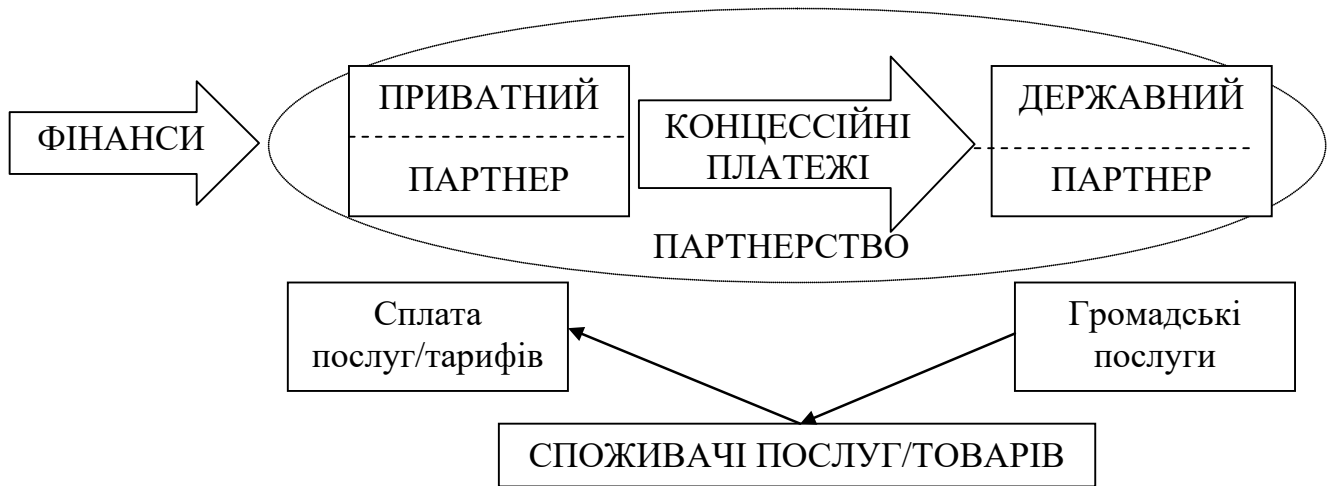 ФІНАНСИ
ПРИВАТНИЙ
ПАРТНЕР
КОНЦЕССІЙНІ
ПЛАТЕЖІ
ДЕРЖАВНИЙ
ПАРТНЕР
ПАРТНЕРСТВО
Сплата
послуг/тарифів
Громадські
послуги
СПОЖИВАЧІ ПОСЛУГ/ТОВАРІВ